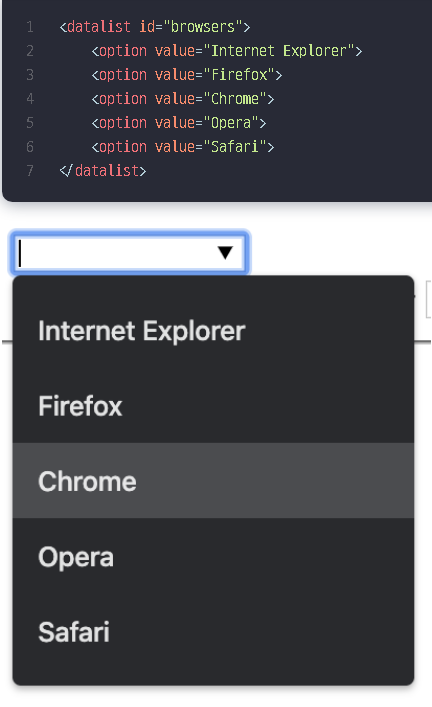 1 <datalist id="browsers">
2 <option value="Internet Explorer">
3 <option value="Firefox">
4 <option value="Chrome">
5 <option value="Opera">
6 <option value="Safari">
7 </datalist>
Internet Explorer
Firefox
Chrome
Opera
Safari